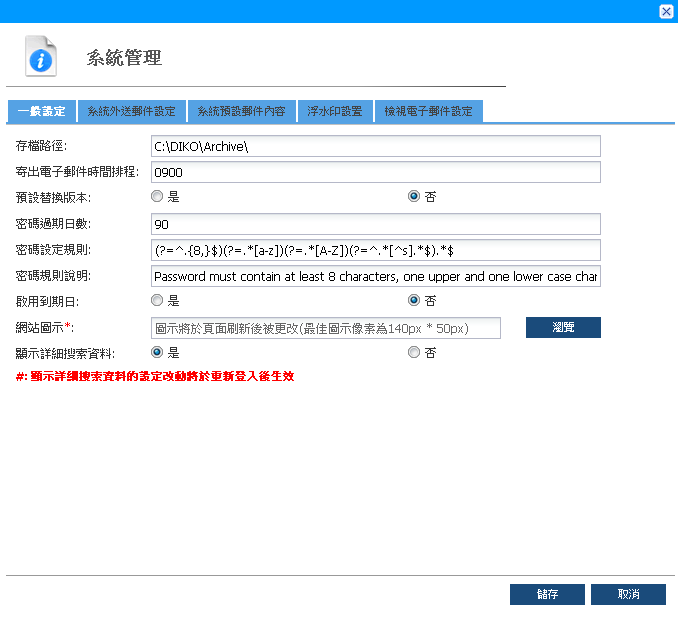 系統管理
一般設定 系統外送郵件設定 系統預設郵件內容 浮水印設置 檢視電子郵件設定
存檔路徑: C:\DIKO\Archive\
寄出電子郵件時間排程: 0900
預設替換版本: 是 否
密碼過期日數: 90
密碼設定規則: (?=^.{8,}$)(?=.*[a-z])(?=.*[A-Z])(?=^.*[^s].*$).*$
密碼規則說明: Password must contain at least 8 characters, one upper and one lower case char
啟用到期日: 是 否
網站圖示*: 圖示將於頁面刷新後被更改(最佳圖示像素為140px * 50px) 瀏覽
顯示詳細搜索資料: 是 否
#: 顯示詳細搜索資料的設定改動將於重新登入後生效
儲存 取消